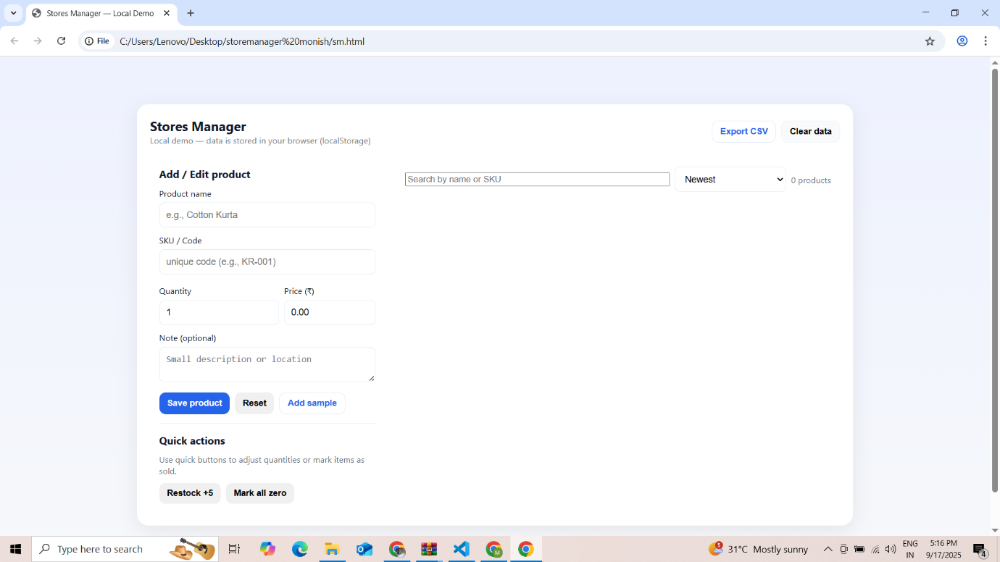 Stores Manager — Local Demo
File
C:/Users/Lenovo/Desktop/storemanager%20monish/sm.html
Stores Manager
Local demo — data is stored in your browser (localStorage)
Export CSV
Clear data
Add / Edit product
Product name
e.g., Cotton Kurta
SKU / Code
unique code (e.g., KR-001)
Quantity
Price (₹)
1
0.00
Note (optional)
Small description or location
Save product
Reset
Add sample
Quick actions
Use quick buttons to adjust quantities or mark items as
sold.
Restock +5
Mark all zero
Search by name or SKU
Newest
0 products
Type here to search
M
5
31°C Mostly sunny
ENG
IN
5:16 PM
9/17/2025
4